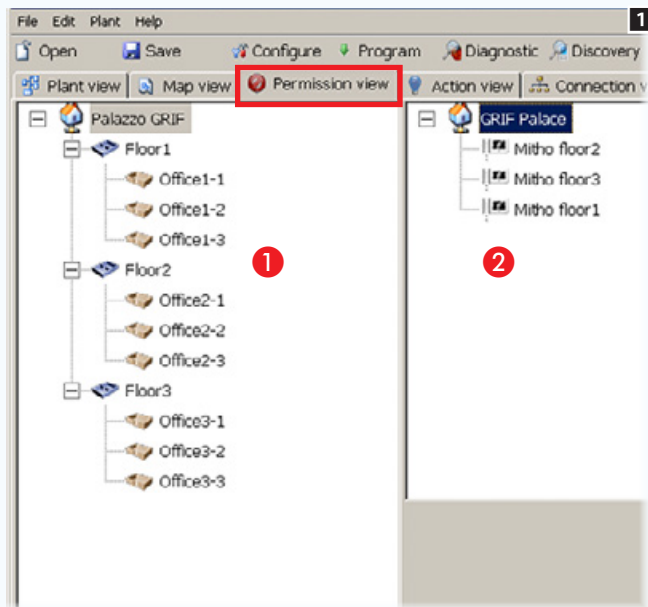 File Edit Plant Help
1
Open Save Configure Program Diagnostic Discovery
Plant view Map view Permission view Action view Connection v
Palazzo GRIF
Floor1
Office1-1
Office1-2
Office1-3
Floor2
Office2-1
Office2-2
Office2-3
Floor3
Office3-1
Office3-2
Office3-3
1
GRIF Palace
Mitho floor2
Mitho floor3
Mitho floor1
2